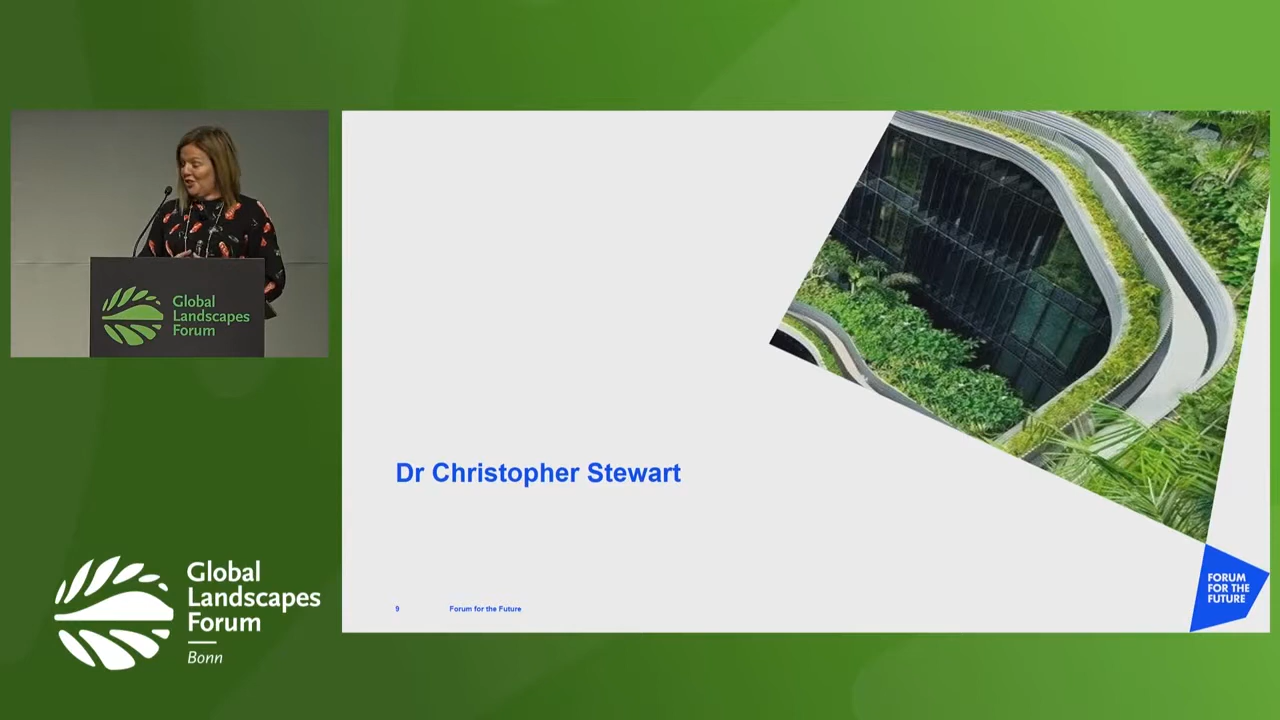 Global
Landscapes
Forum
Dr Christopher Stewart
9
Forum for the Future
FORUM
FOR THE
FUTURE
Global
Landscapes
Forum
Bonn